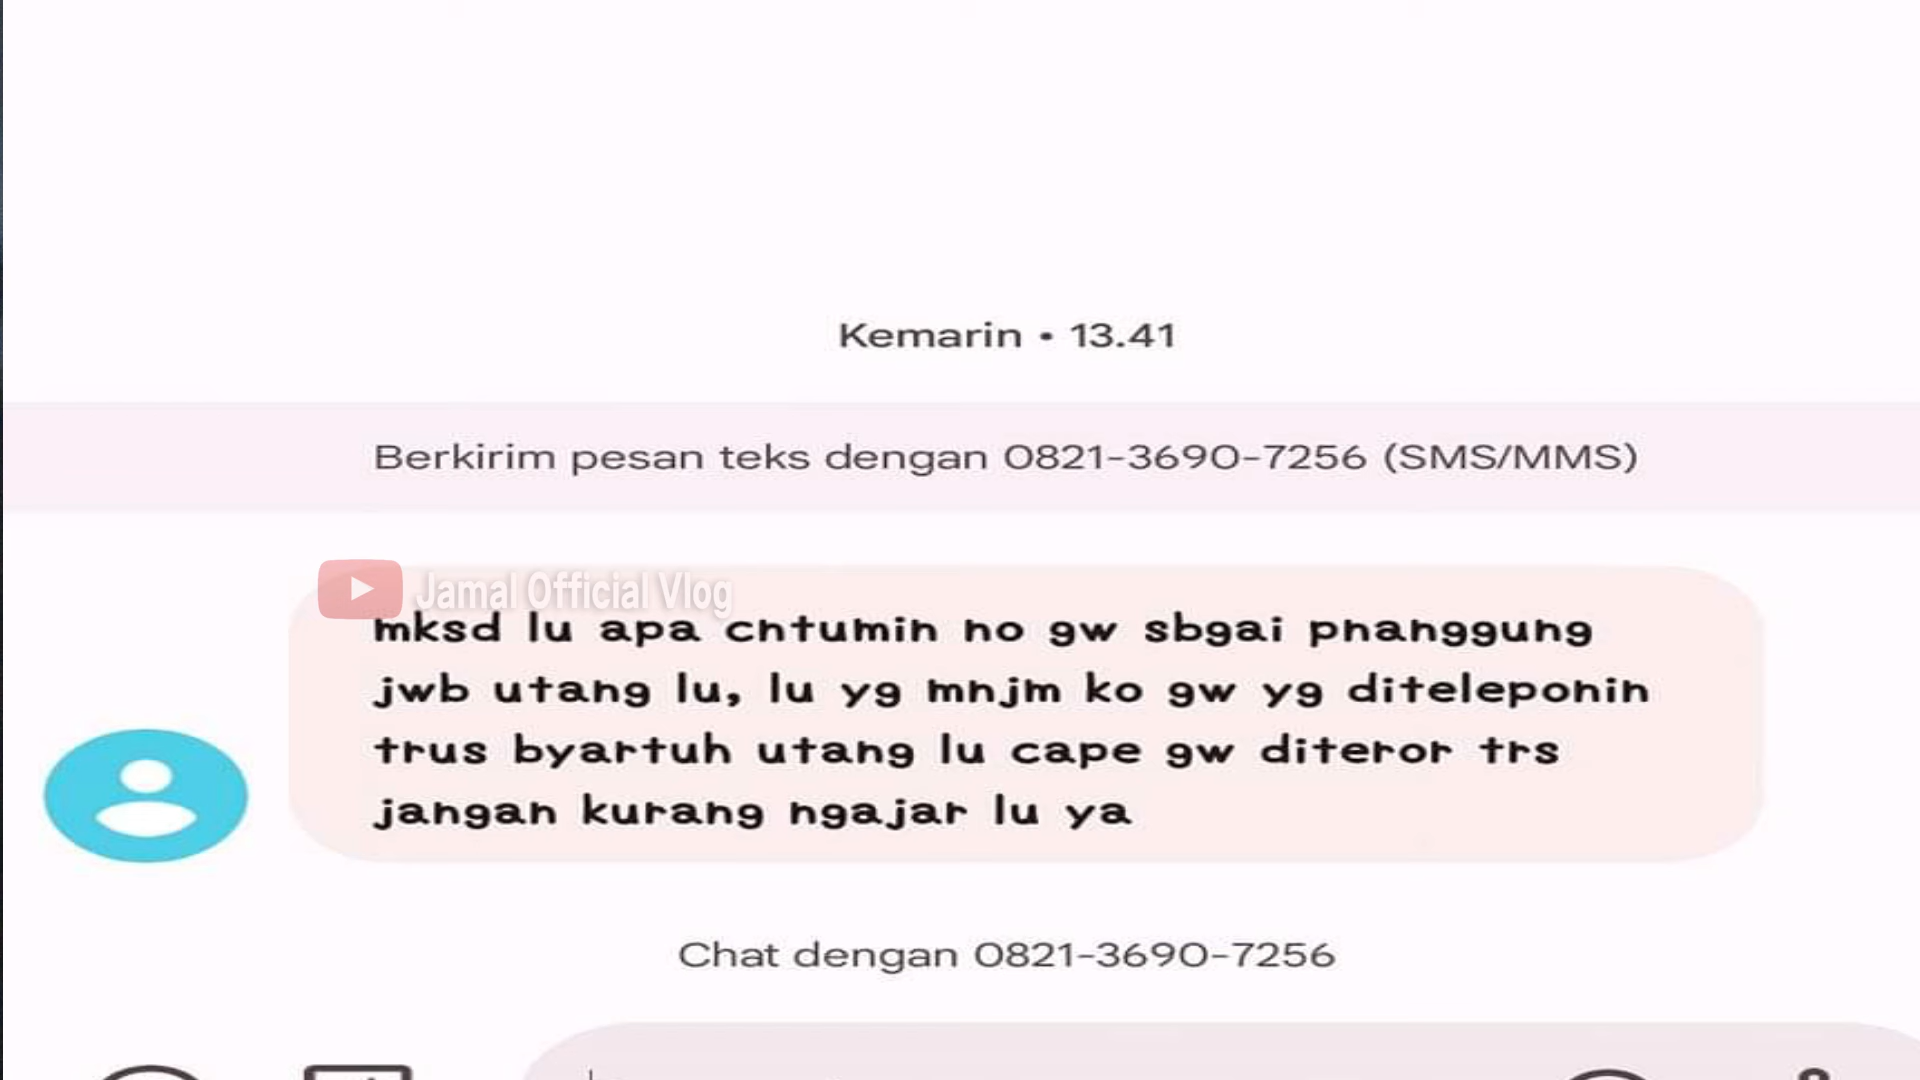 Kemarin • 13.41
Berkirim pesan teks dengan 0821-3690-7256 (SMS/MMS)
Jamal Official Vlog
mksd lu apa cntumin no gw sbgai pnanggung
jwb utang lu, lu yg mnjm ko gw yg diteleponin
trus byartuh utang lu cape gw diteror trs
jangan kurang ngajar lu ya
Chat dengan 0821-3690-7256